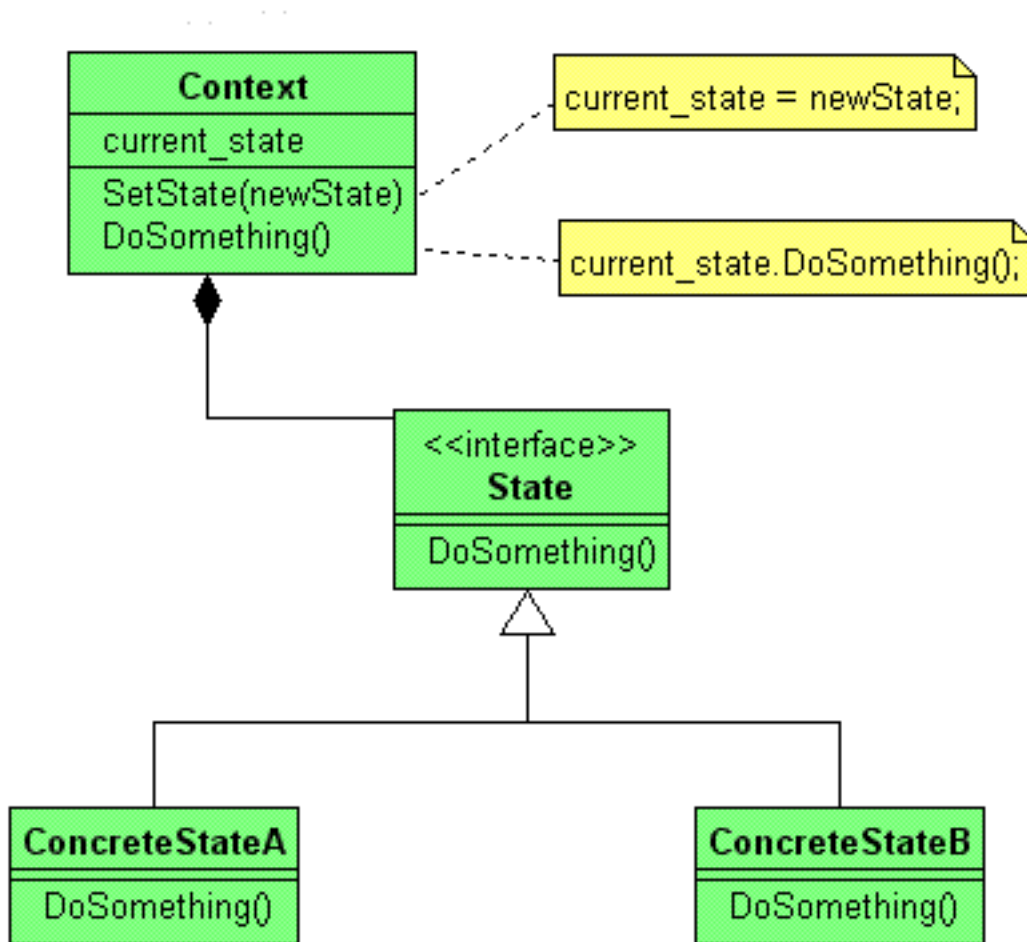 Context
current_state
SetState(newState)
DoSomething()
current_state = newState;
current_state.DoSomething();
<<interface>>
State
DoSomething()
ConcreteStateA
DoSomething()
ConcreteStateB
DoSomething()